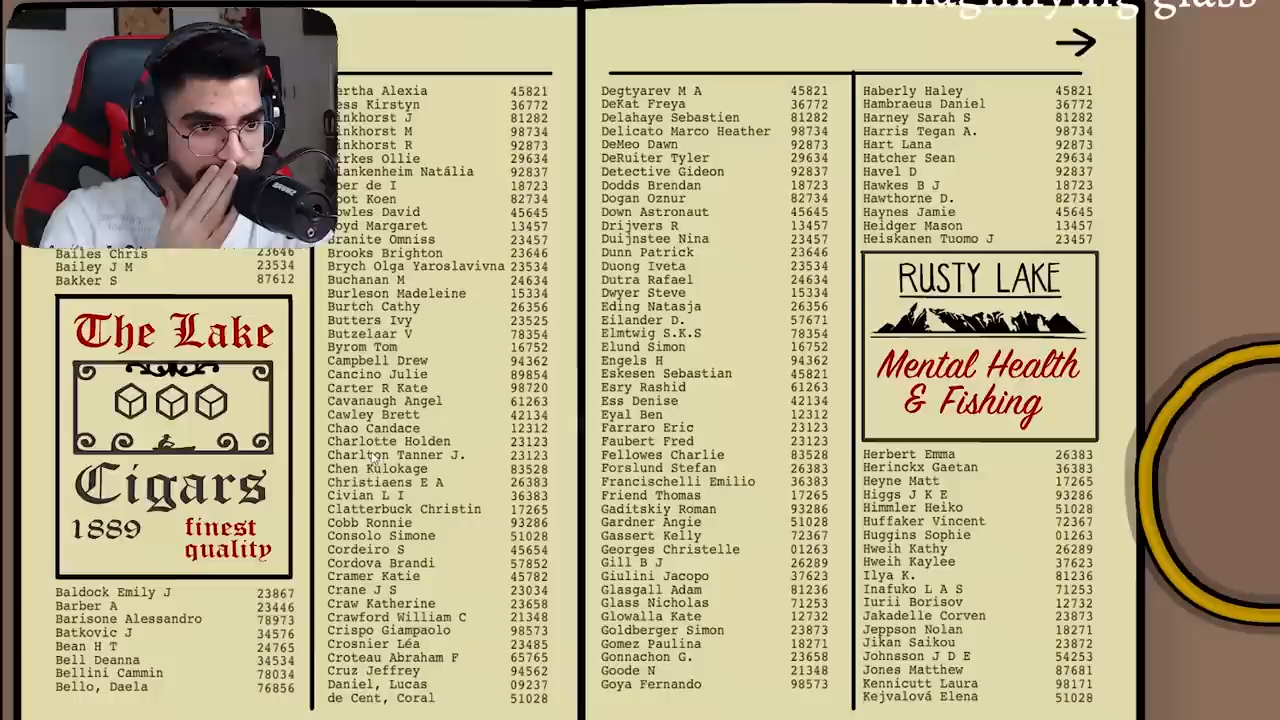 magnifying glass
Bailes Chris 23646
Bailey J M 23534
Bakker S 87612
The Lake
Cigars
1889
finest
quality
Baldock Emily J 23867
Barber A 23446
Barisone Alessandro 78973
Batkovic J 34576
Bean H T 24765
Bell Deanna 34534
Bellini Cammin 78034
Bello, Daela 76856
ertha Alexia 45821
ess Kirstyn 36772
inkhorst J 81282
inkhorst M 98734
inkhorst R 92873
irkes Ollie 29634
lankenheim Natália 92837
oer de I 18723
oot Koen 82734
owles David 45645
oyd Margaret 13457
Branite Omniss 23457
Brooks Brighton 23646
Brych Olga Yaroslavivna 23534
Buchanan M 24634
Burleson Madeleine 15334
Burtch Cathy 26356
Butters Ivy 23525
Butzelaar V 78354
Byrom Tom 16752
Campbell Drew 94362
Cancino Julie 89854
Carter R Kate 98720
Cavanaugh Angel 61263
Cawley Brett 42134
Chao Candace 12312
Charlotte Holden 23123
Charlton Tanner J. 23123
Chen Kulokage 83528
Christiaens E A 26383
Civian L I 36383
Clatterbuck Christin 17265
Cobb Ronnie 93286
Consolo Simone 51028
Cordeiro S 45654
Cordova Brandi 57852
Cramer Katie 45782
Crane J S 23034
Craw Katherine 23658
Crawford William C 21348
Crispo Giampaolo 98573
Crosnier Léa 23485
Croteau Abraham F 65765
Cruz Jeffrey 94562
Daniel, Lucas 09237
de Cent, Coral 51028
Degtyarev M A 45821
DeKat Freya 36772
Delahaye Sebastien 81282
Delicato Marco Heather 98734
DeMeo Dawn 92873
DeRuiter Tyler 29634
Detective Gideon 92837
Dodds Brendan 18723
Dogan Oznur 82734
Down Astronaut 45645
Drijvers R 13457
Duijnstee Nina 23457
Dunn Patrick 23646
Duong Iveta 23534
Dutra Rafael 24634
Dwyer Steve 15334
Eding Natasja 26356
Eilander D. 57671
Elmtwig S.K.S 78354
Elund Simon 16752
Engels H 94362
Eskesen Sebastian 45821
Esry Rashid 61263
Ess Denise 42134
Eyal Ben 12312
Farraro Eric 23123
Faubert Fred 23123
Fellowes Charlie 83528
Forslund Stefan 26383
Francischelli Emilio 36383
Friend Thomas 17265
Gaditskiy Roman 93286
Gardner Angie 51028
Gassert Kelly 72367
Georges Christelle 01263
Gill B J 26289
Giulini Jacopo 37623
Glasgall Adam 81236
Glass Nicholas 71253
Glowalla Kate 12732
Goldberger Simon 23873
Gomez Paulina 18271
Gonnachon G. 23658
Goode N 21348
Goya Fernando 98573
Haberly Haley 45821
Hambraeus Daniel 36772
Harney Sarah S 81282
Harris Tegan A. 98734
Hart Lana 92873
Hatcher Sean 29634
Havel D 92837
Hawkes B J 18723
Hawthorne D. 82734
Haynes Jamie 45645
Heidger Mason 13457
Heiskanen Tuomo J 23457
RUSTY LAKE
Mental Health
& Fishing
Herbert Emma 26383
Herinckx Gaetan 36383
Heyne Matt 17265
Higgs J K E 93286
Himmler Heiko 51028
Huffaker Vincent 72367
Huggins Sophie 01263
Hweih Kathy 26289
Hweih Kaylee 37623
Ilya K. 81236
Inafuko L A S 71253
Iurii Borisov 12732
Jakadelle Corven 23873
Jeppson Nolan 18271
Jikan Saikou 23872
Johnsson J D E 54253
Jones Matthew 87681
Kennicutt Laura 98171
Kejvalová Elena 51028